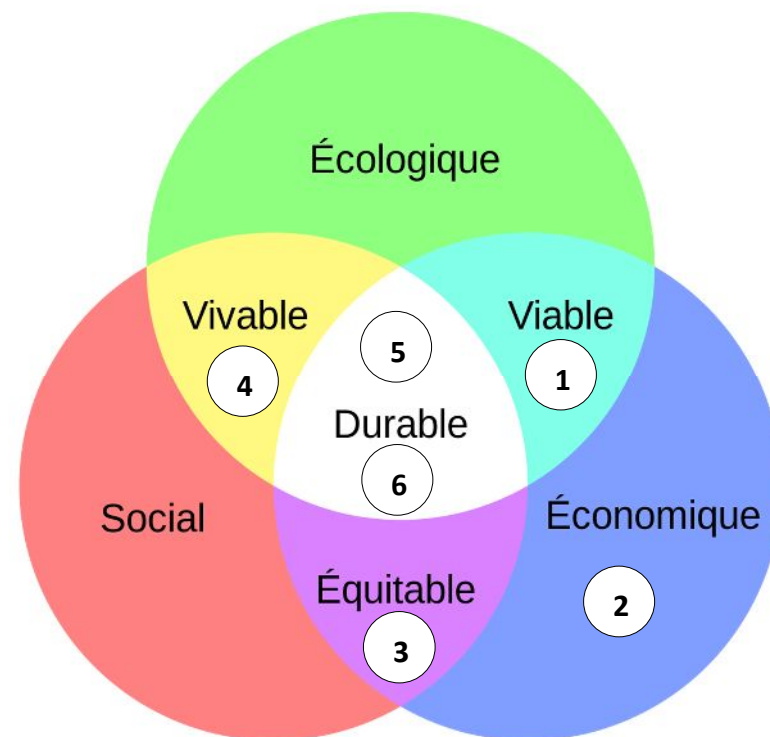 Écologique
Vivable
Viable
5
4
1
Durable
6
Social
Économique
Équitable
2
3